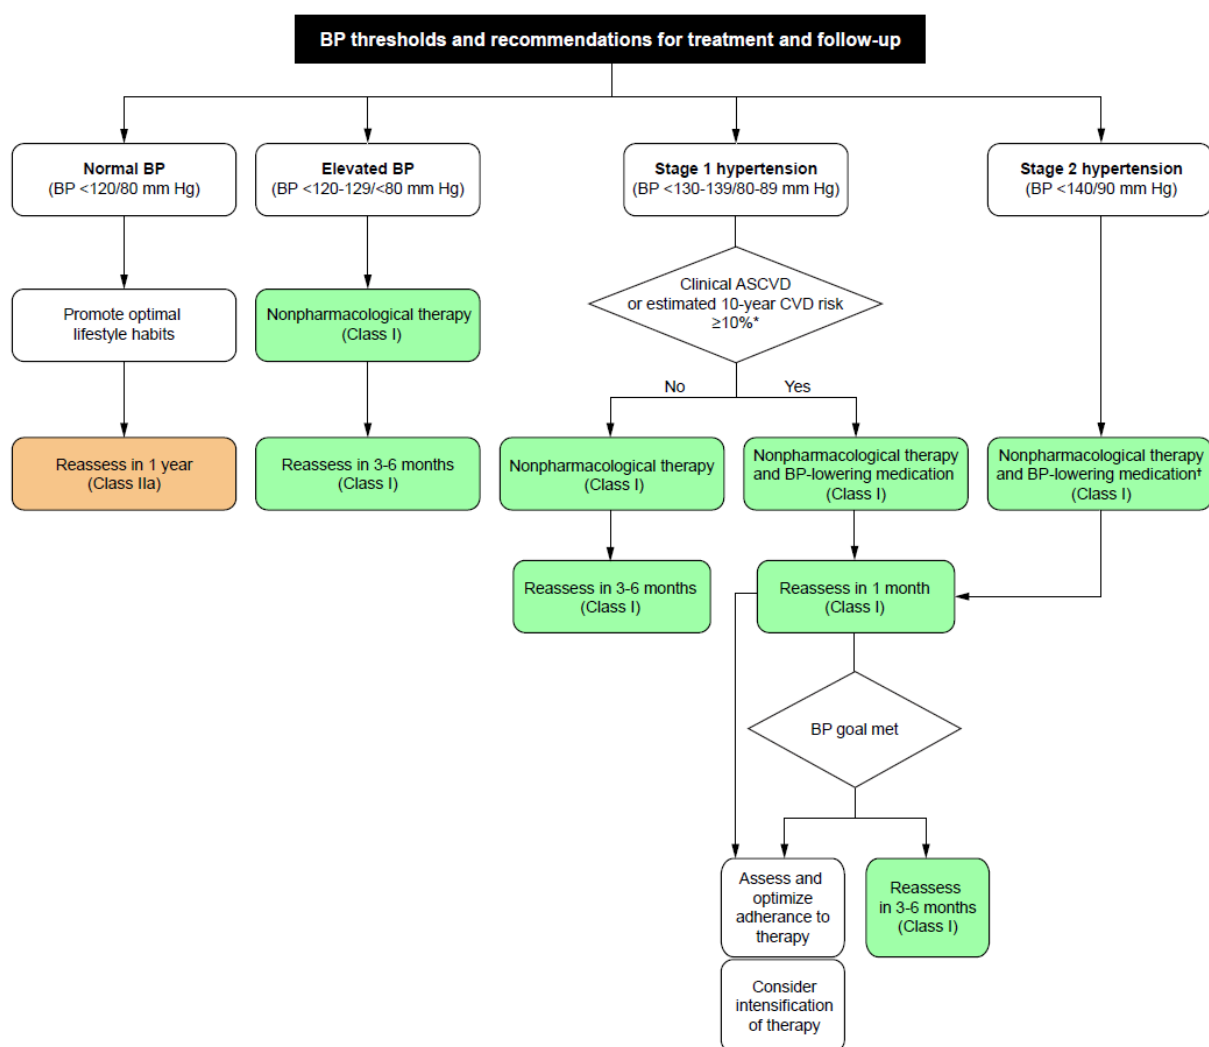 BP thresholds and recommendations for treatment and follow-up
Normal BP
(BP <120/80 mm Hg)
Elevated BP
(BP <120-129/<80 mm Hg)
Stage 1 hypertension
(BP <130-139/80-89 mm Hg)
Stage 2 hypertension
(BP <140/90 mm Hg)
Promote optimal
lifestyle habits
Nonpharmacological therapy
(Class I)
Clinical ASCVD
or estimated 10-year CVD risk
≥10%*
No
Yes
Reassess in 1 year
(Class IIa)
Reassess in 3-6 months
(Class I)
Nonpharmacological therapy
(Class I)
Nonpharmacological therapy
and BP-lowering medication
(Class I)
Nonpharmacological therapy
and BP-lowering medication†
(Class I)
Reassess in 3-6 months
(Class I)
Reassess in 1 month
(Class I)
BP goal met
Assess and
optimize
adherance to
therapy
Reassess
in 3-6 months
(Class I)
Consider
intensification
of therapy